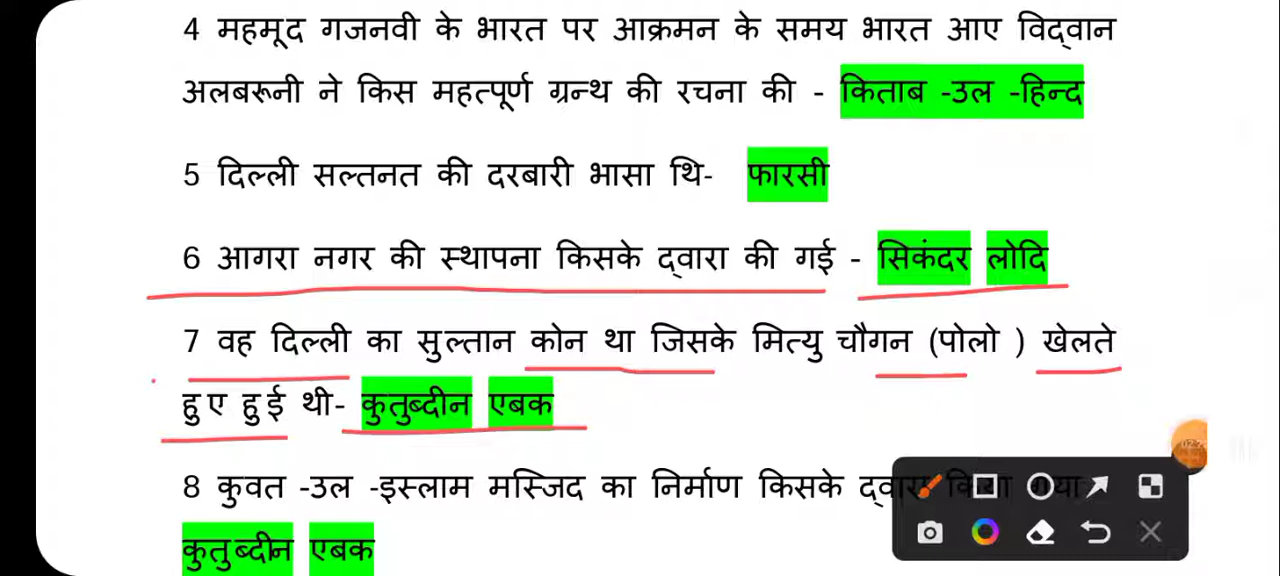 4 महमूद गजनवी के भारत पर आक्रमन के समय भारत आए विद्वान
अलबरूनी ने किस महत्पूर्ण ग्रन्थ की रचना की - किताब -उल -हिन्द
5 दिल्ली सल्तनत की दरबारी भासा थि- फारसी
6 आगरा नगर की स्थापना किसके द्वारा की गई - सिकंदर लोदि
7 वह दिल्ली का सुल्तान कोन था जिसके मित्यु चौगन (पोलो ) खेलते
हुए हुई थी- कुतुब्दीन एबक
8 कुवत -उल -इस्लाम मस्जिद का निर्माण किसके द्वारा किया गया
कुतुब्दीन एबक